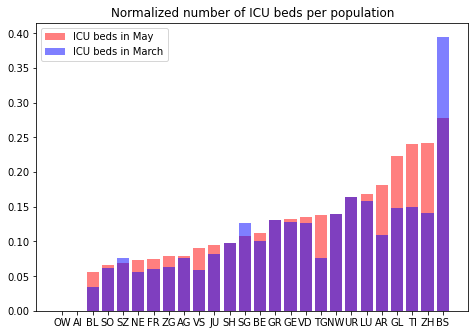 Normalized number of ICU beds per population
ICU beds in May
ICU beds in March
0.40
0.35
0.30
0.25
0.20
0.15
0.10
0.05
0.00
OW AI BL SO SZ NE FR ZG AG VS JU SH SG BE GR GE VD TG NW UR LU AR GL TI ZH BS